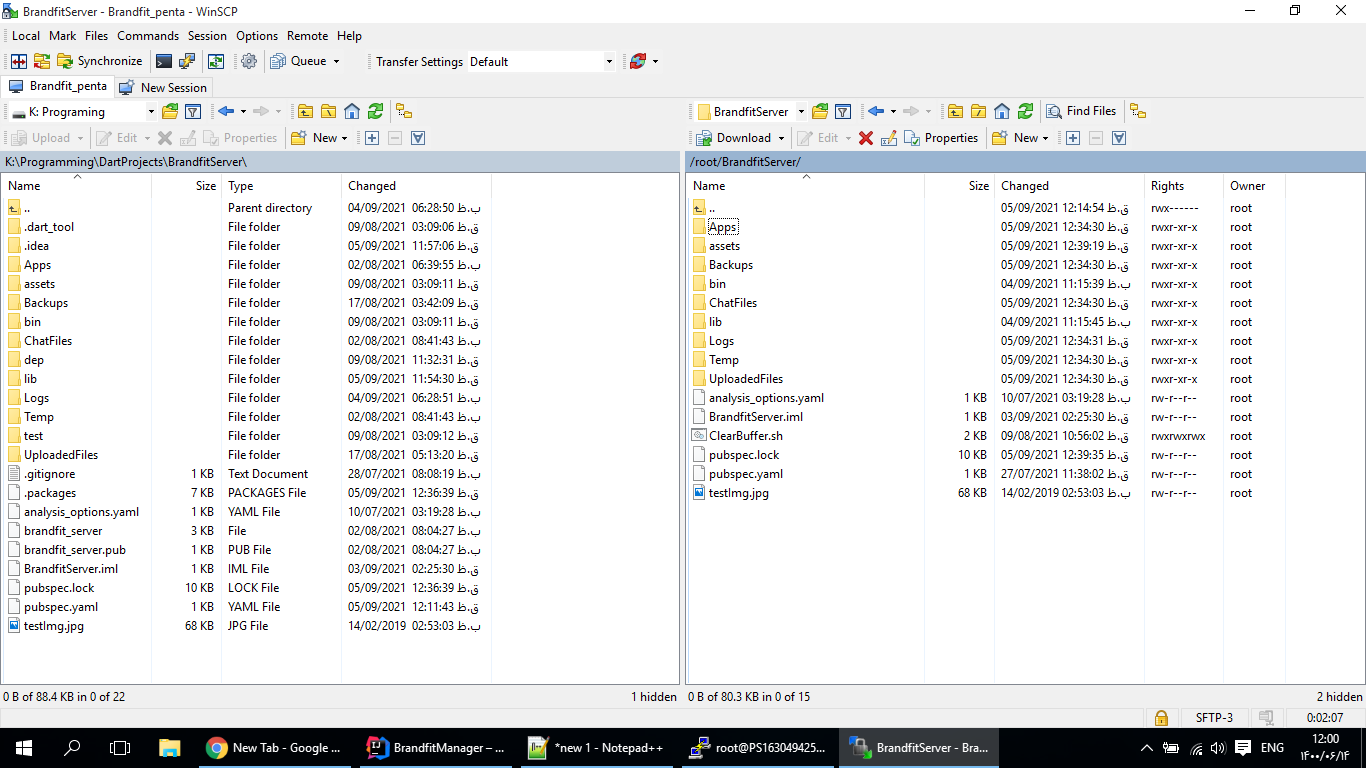 BrandfitServer - Brandfit_penta - WinSCP
Local Mark Files Commands Session Options Remote Help
Synchronize Queue Transfer Settings Default
Brandfit_penta New Session
K: Programing BrandfitServer Find Files
Upload Edit Properties New Download Edit Properties New
K:\Programming\DartProjects\BrandfitServer\ /root/BrandfitServer/
Name Size Type Changed
.. Parent directory 04/09/2021 06:28:50 ب.ظ
.dart_tool File folder 09/08/2021 03:09:06 ق.ظ
.idea File folder 05/09/2021 11:57:06 ق.ظ
Apps File folder 02/08/2021 06:39:55 ب.ظ
assets File folder 09/08/2021 03:09:11 ق.ظ
Backups File folder 17/08/2021 03:42:09 ق.ظ
bin File folder 09/08/2021 03:09:11 ق.ظ
ChatFiles File folder 02/08/2021 08:41:43 ب.ظ
dep File folder 09/08/2021 11:32:31 ق.ظ
lib File folder 05/09/2021 11:54:30 ق.ظ
Logs File folder 04/09/2021 06:28:51 ب.ظ
Temp File folder 02/08/2021 08:41:43 ب.ظ
test File folder 09/08/2021 03:09:12 ق.ظ
UploadedFiles File folder 17/08/2021 05:13:20 ق.ظ
.gitignore 1 KB Text Document 28/07/2021 08:08:19 ب.ظ
.packages 7 KB PACKAGES File 05/09/2021 12:36:39 ق.ظ
analysis_options.yaml 1 KB YAML File 10/07/2021 03:19:28 ب.ظ
brandfit_server 3 KB File 02/08/2021 08:04:27 ب.ظ
brandfit_server.pub 1 KB PUB File 02/08/2021 08:04:27 ب.ظ
BrandfitServer.iml 1 KB IML File 03/09/2021 02:25:30 ق.ظ
pubspec.lock 10 KB LOCK File 05/09/2021 12:36:39 ق.ظ
pubspec.yaml 1 KB YAML File 05/09/2021 12:11:43 ق.ظ
testImg.jpg 68 KB JPG File 14/02/2019 02:53:03 ب.ظ
Name Size Changed Rights Owner
.. 05/09/2021 12:14:54 ق.ظ rwx------ root
Apps 05/09/2021 12:34:30 ق.ظ rwxr-xr-x root
assets 05/09/2021 12:39:19 ق.ظ rwxr-xr-x root
Backups 05/09/2021 12:34:30 ق.ظ rwxr-xr-x root
bin 04/09/2021 11:15:39 ب.ظ rwxr-xr-x root
ChatFiles 05/09/2021 12:34:30 ق.ظ rwxr-xr-x root
lib 04/09/2021 11:15:45 ب.ظ rwxr-xr-x root
Logs 05/09/2021 12:34:31 ق.ظ rwxr-xr-x root
Temp 05/09/2021 12:34:30 ق.ظ rwxr-xr-x root
UploadedFiles 05/09/2021 12:34:30 ق.ظ rwxr-xr-x root
analysis_options.yaml 1 KB 10/07/2021 03:19:28 ب.ظ rw-r--r-- root
BrandfitServer.iml 1 KB 03/09/2021 02:25:30 ق.ظ rw-r--r-- root
ClearBuffer.sh 2 KB 09/08/2021 10:56:02 ق.ظ rwxrwxrwx root
pubspec.lock 10 KB 05/09/2021 12:39:35 ق.ظ rw-r--r-- root
pubspec.yaml 1 KB 27/07/2021 11:38:02 ق.ظ rw-r--r-- root
testImg.jpg 68 KB 14/02/2019 02:53:03 ب.ظ rw-r--r-- root
0 B of 88.4 KB in 0 of 22 1 hidden 0 B of 80.3 KB in 0 of 15 2 hidden
SFTP-3 0:02:07
New Tab - Google ... BrandfitManager – ... *new 1 - Notepad++ root@PS163049425... BrandfitServer - Bra... ENG 12:00
۱۴۰۰/۰۶/۱۴